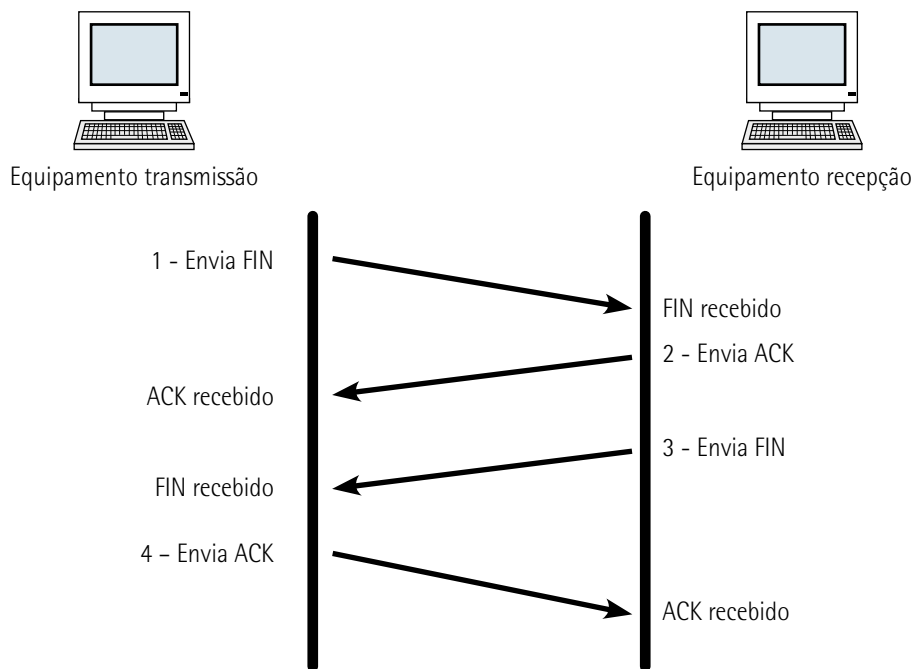 Equipamento transmissão
Equipamento recepção
1 - Envia FIN
FIN recebido
2 - Envia ACK
ACK recebido
3 - Envia FIN
FIN recebido
4 – Envia ACK
ACK recebido